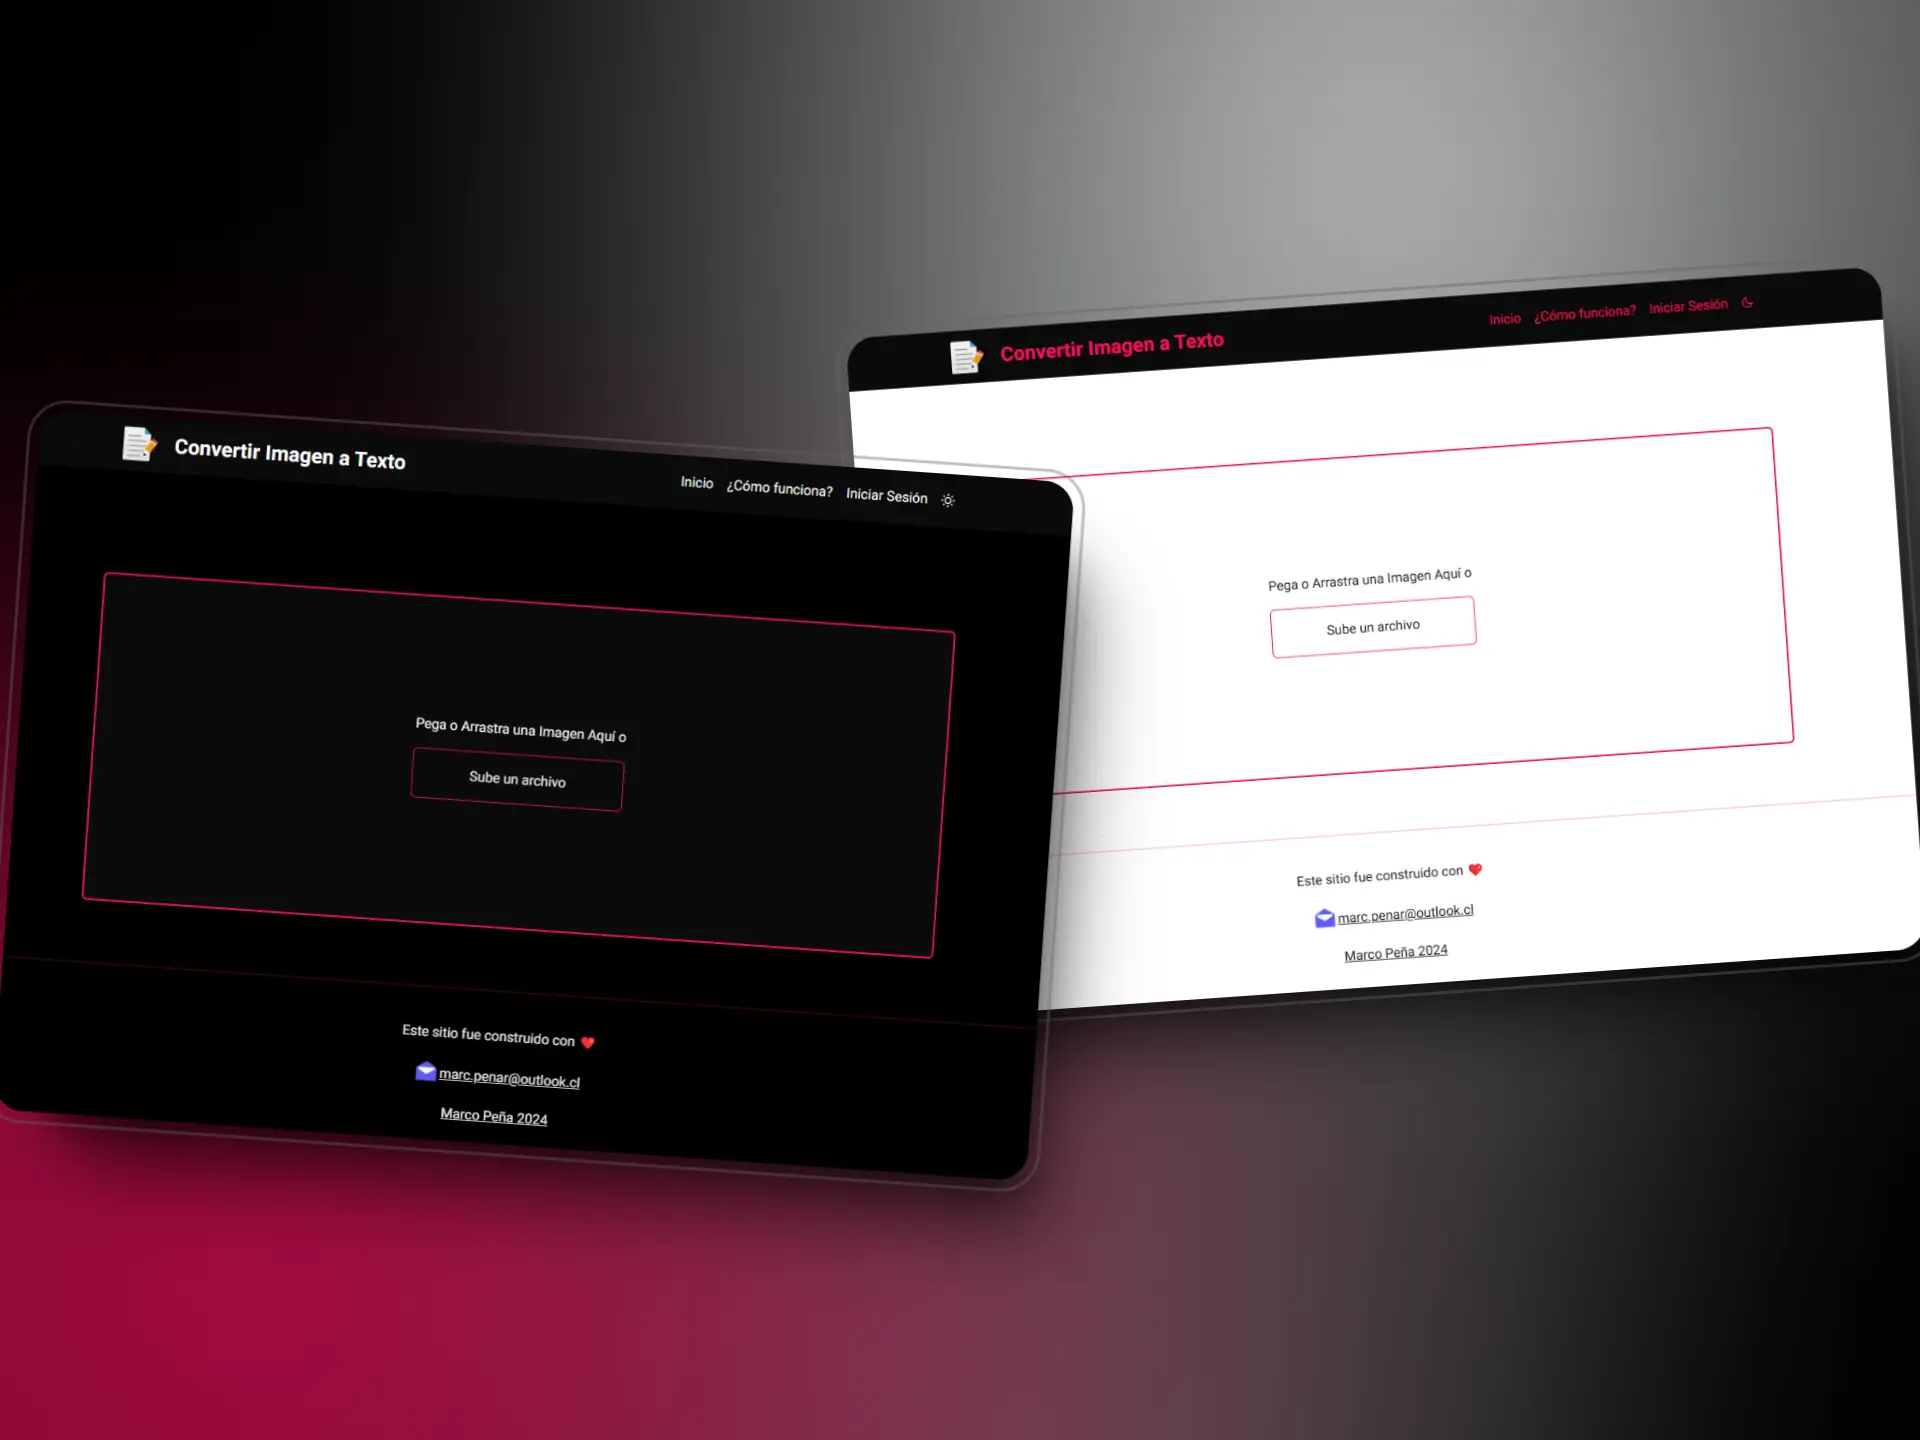 Convertir Imagen a Texto
Inicio ¿Cómo funciona? Iniciar Sesión
Pega o Arrastra una Imagen Aquí o
Sube un archivo
Este sitio fue construido con ❤️
marc.penar@outlook.cl
Marco Peña 2024
Convertir Imagen a Texto
Inicio ¿Cómo funciona? Iniciar Sesión
Pega o Arrastra una Imagen Aquí o
Sube un archivo
Este sitio fue construido con ❤️
marc.penar@outlook.cl
Marco Peña 2024